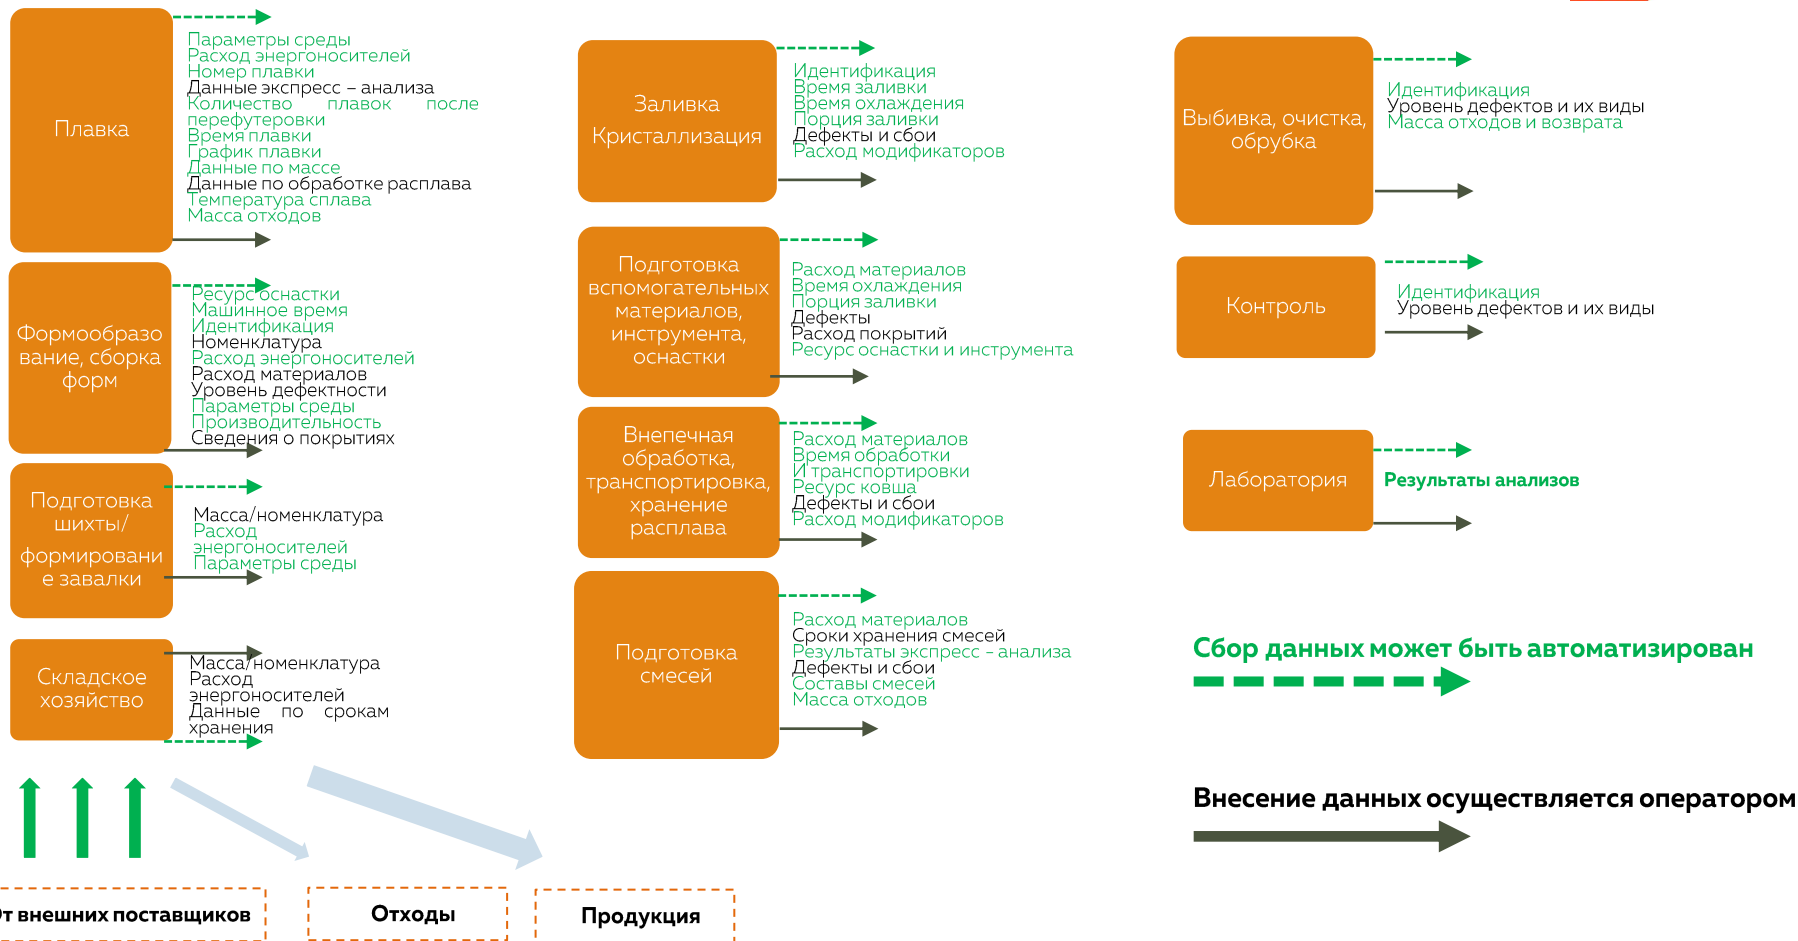 Плавка
Параметры среды
Расход энергоносителей
Номер плавки
Данные экспресс – анализа
Количество плавок после
перефутеровки
Время плавки
График плавки
Данные по массе
Данные по обработке расплава
Температура сплава
Масса отходов
Формообразо
вание, сборка
форм
Ресурс оснастки
Машинное время
Идентификация
Номенклатура
Расход энергоносителей
Расход материалов
Уровень дефектности
Параметры среды
Производительность
Сведения о покрытиях
Подготовка
шихты/
формировани
е завалки
Масса/номенклатура
Расход
энергоносителей
Параметры среды
Складское
хозяйство
Масса/номенклатура
Расход
энергоносителей
Данные по срокам
хранения
Заливка
Кристаллизация
Идентификация
Время заливки
Время охлаждения
Порция заливки
Дефекты и сбои
Расход модификаторов
Подготовка
вспомогательных
материалов,
инструмента,
оснастки
Расход материалов
Время охлаждения
Порция заливки
Дефекты
Расход покрытий
Ресурс оснастки и инструмента
Внепечная
обработка,
транспортировка,
хранение
расплава
Расход материалов
Время обработки
И транспортировки
Ресурс ковша
Дефекты и сбои
Расход модификаторов
Подготовка
смесей
Расход материалов
Сроки хранения смесей
Результаты экспресс - анализа
Дефекты и сбои
Составы смесей
Масса отходов
Выбивка, очистка,
обрубка
Идентификация
Уровень дефектов и их виды
Масса отходов и возврата
Контроль
Идентификация
Уровень дефектов и их виды
Лаборатория
Результаты анализов
Сбор данных может быть автоматизирован
Внесение данных осуществляется оператором
От внешних поставщиков
Отходы
Продукция